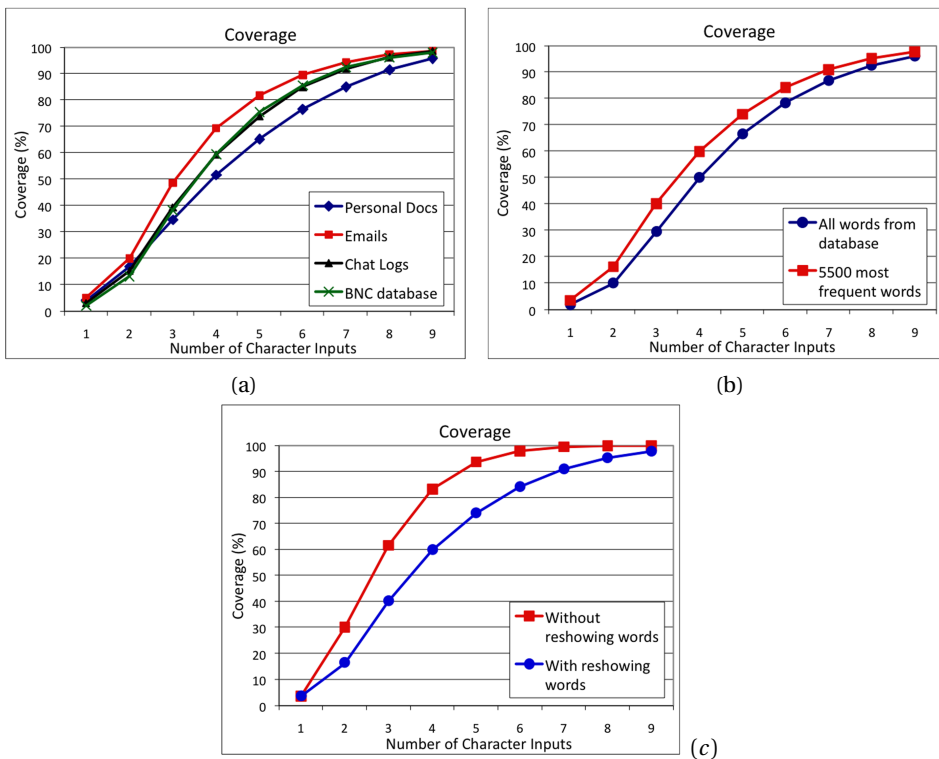 Coverage
100
90
80
70
60
50
40
30
20
10
0
Coverage (%)
Personal Docs
Emails
Chat Logs
BNC database
1 2 3 4 5 6 7 8 9
Number of Character Inputs
(a)
Coverage
100
90
80
70
60
50
40
30
20
10
0
Coverage (%)
All words from
database
5500 most
frequent words
1 2 3 4 5 6 7 8 9
Number of Character Inputs
(b)
Coverage
100
90
80
70
60
50
40
30
20
10
0
Coverage (%)
Without
reshowing words
With reshowing
words
1 2 3 4 5 6 7 8 9
Number of Character Inputs
(c)